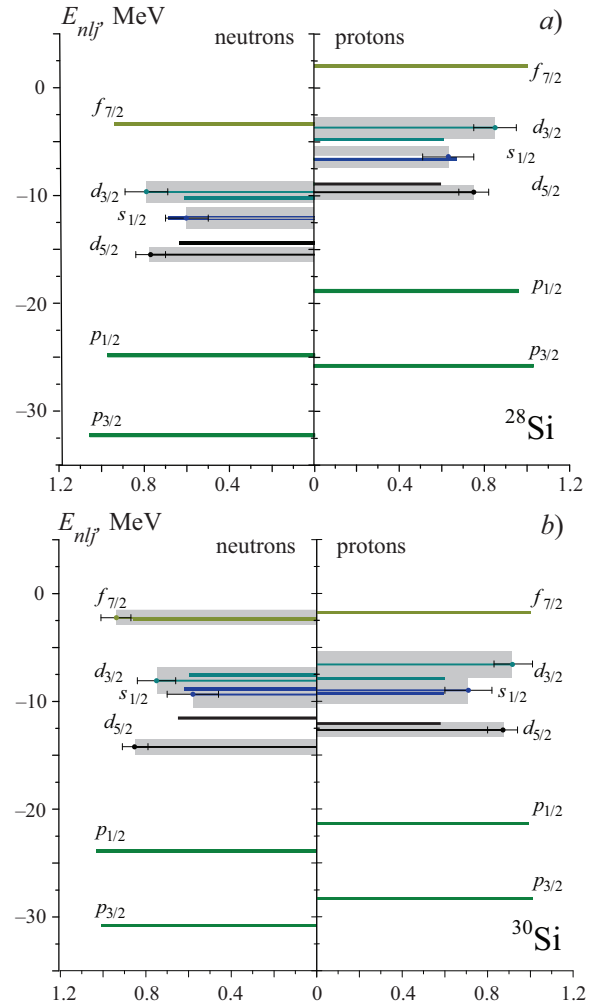 E_{nlj}, MeV a)
neutrons protons
0
f_{7/2} f_{7/2}
d_{3/2}
s_{1/2}
−10 d_{5/2}
d_{3/2}
s_{1/2}
d_{5/2}
p_{1/2}
−20
p_{1/2}
p_{3/2}
−30
p_{3/2} ^{28}Si
1.2 0.8 0.4 0 0.4 0.8 1.2
E_{nlj}, MeV b)
neutrons protons
0
f_{7/2} f_{7/2}
d_{3/2} d_{3/2}
s_{1/2} s_{1/2}
−10
d_{5/2} d_{5/2}
−20
p_{1/2} p_{1/2}
p_{3/2} p_{3/2}
−30
^{30}Si
1.2 0.8 0.4 0 0.4 0.8 1.2